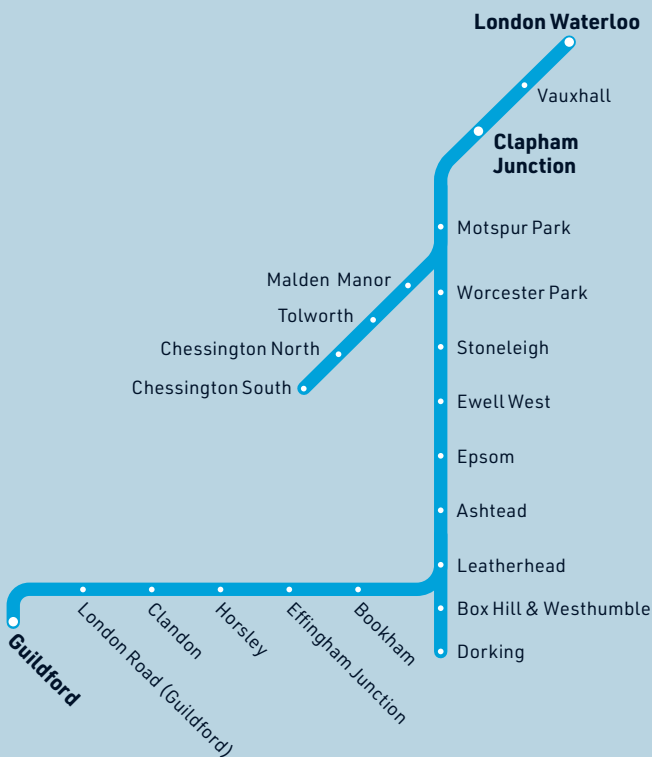 London Waterloo
Vauxhall
Clapham
Junction
Motspur Park
Malden Manor
Worcester Park
Tolworth
Chessington North
Stoneleigh
Chessington South
Ewell West
Epsom
Ashtead
Leatherhead
Box Hill & Westhumble
Dorking
Guildford
London Road (Guildford)
Clandon
Horsley
Effingham Junction
Bookham